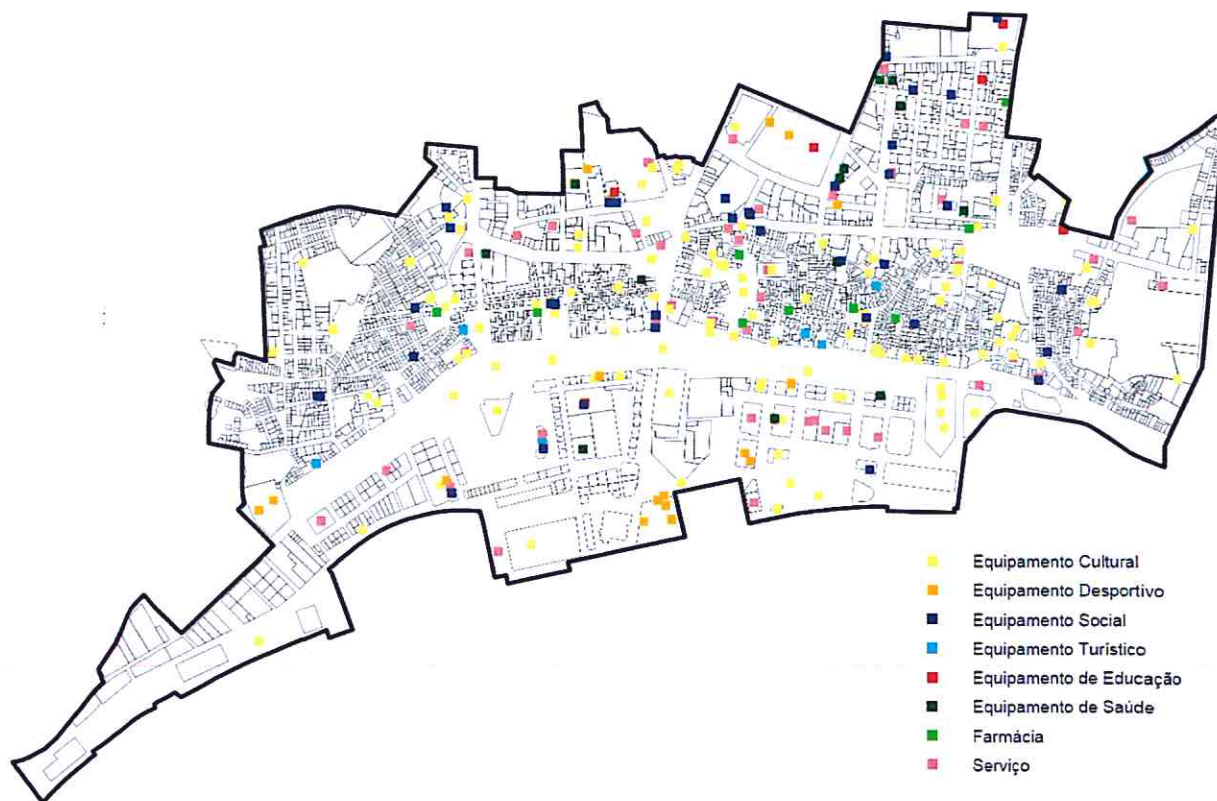 Equipamento Cultural
Equipamento Desportivo
Equipamento Social
Equipamento Turístico
Equipamento de Educação
Equipamento de Saúde
Farmácia
Serviço